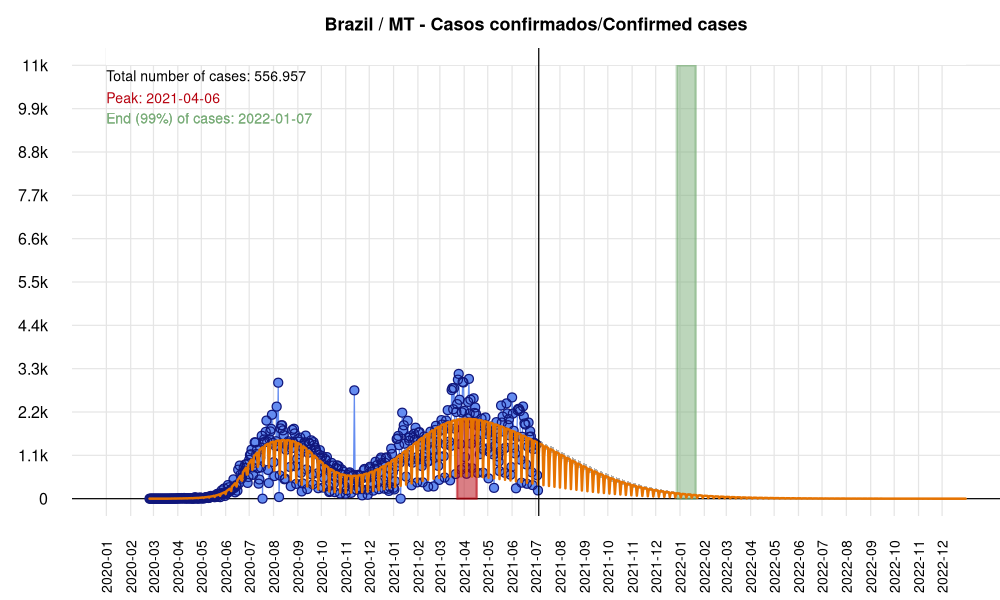 Brazil / MT - Casos confirmados/Confirmed cases
Total number of cases: 556.957
Peak: 2021-04-06
End (99%) of cases: 2022-01-07
11k
9.9k
8.8k
7.7k
6.6k
5.5k
4.4k
3.3k
2.2k
1.1k
0
2020-01
2020-02
2020-03
2020-04
2020-05
2020-06
2020-07
2020-08
2020-09
2020-10
2020-11
2020-12
2021-01
2021-02
2021-03
2021-04
2021-05
2021-06
2021-07
2021-08
2021-09
2021-10
2021-11
2021-12
2022-01
2022-02
2022-03
2022-04
2022-05
2022-06
2022-07
2022-08
2022-09
2022-10
2022-11
2022-12